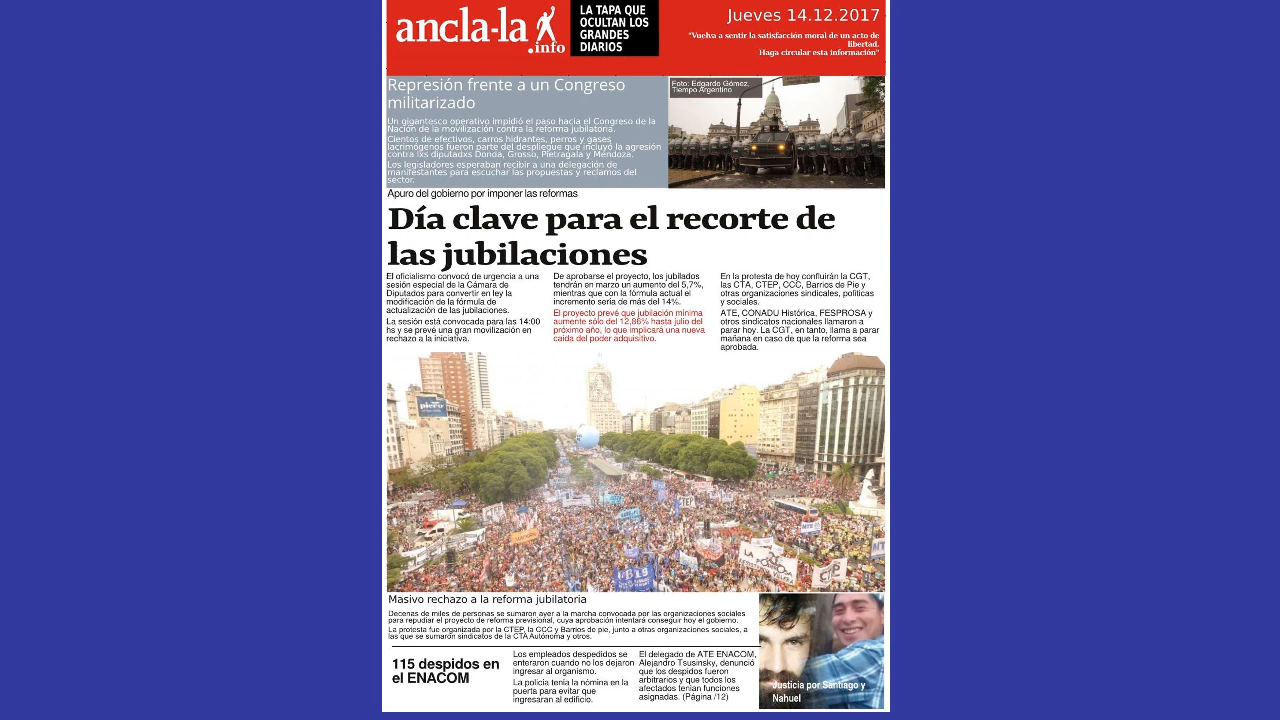 ancla-la
.info
LA TAPA QUE
OCULTAN LOS
GRANDES
DIARIOS
Jueves 14.12.2017
"Vuelva a sentir la satisfacción moral de un acto de
libertad.
Haga circular esta información"
Represión frente a un Congreso
militarizado
Un gigantesco operativo impidió el paso hacia el Congreso de la
Nación de la movilización contra la reforma jubilatoria.
Cientos de efectivos, carros hidrantes, perros y gases
lacrimógenos fueron parte del despliegue que incluyó la agresión
contra lxs diputadxs Donda, Grosso, Pietragala y Mendoza.
Los legisladores esperaban recibir a una delegación de
manifestantes para escuchar las propuestas y reclamos del
sector.
Foto: Edgardo Gómez,
Tiempo Argentino
Apuro del gobierno por imponer las reformas
Día clave para el recorte de
las jubilaciones
El oficialismo convocó de urgencia a una
sesión especial de la Cámara de
Diputados para convertir en ley la
modificación de la fórmula de
actualización de las jubilaciones.
La sesión está convocada para las 14:00
hs y se prevé una gran movilización en
rechazo a la iniciativa.
De aprobarse el proyecto, los jubilados
tendrán en marzo un aumento del 5,7%,
mientras que con la fórmula actual el
incremento sería de más del 14%.
El proyecto prevé que jubilación mínima
aumente sólo del 12,86% hasta julio del
próximo año, lo que implicará una nueva
caída del poder adquisitivo.
En la protesta de hoy confluirán la CGT,
las CTA, CTEP, CCC, Barrios de Pie y
otras organizaciones sindicales, políticas
y sociales.
ATE, CONADU Histórica, FESPROSA y
otros sindicatos nacionales llamaron a
parar hoy. La CGT, en tanto, llama a parar
mañana en caso de que la reforma sea
aprobada.
piero
CTEP
MTE
LA PODEROSA
MTE
CTEP
Masivo rechazo a la reforma jubilatoria
Decenas de miles de personas se sumaron ayer a la marcha convocada por las organizaciones sociales
para repudiar el proyecto de reforma previsional, cuya aprobación intentará conseguir hoy el gobierno.
La protesta fue organizada por la CTEP, la CCC y Barrios de pie, junto a otras organizaciones sociales, a
las que se sumarón sindicatos de la CTA Autónoma y otros.
115 despidos en
el ENACOM
Los empleados despedidos se
enteraron cuando no los dejaron
ingresar al organismo.
La policía tenía la nómina en la
puerta para evitar que
ingresaran al edificio.
El delegado de ATE ENACOM,
Alejandro Tsusinsky, denunció
que los despidos fueron
arbitrarios y que todos los
afectados tenían funciones
asignadas. (Página /12)
Justicia por Santiago y
Nahuel